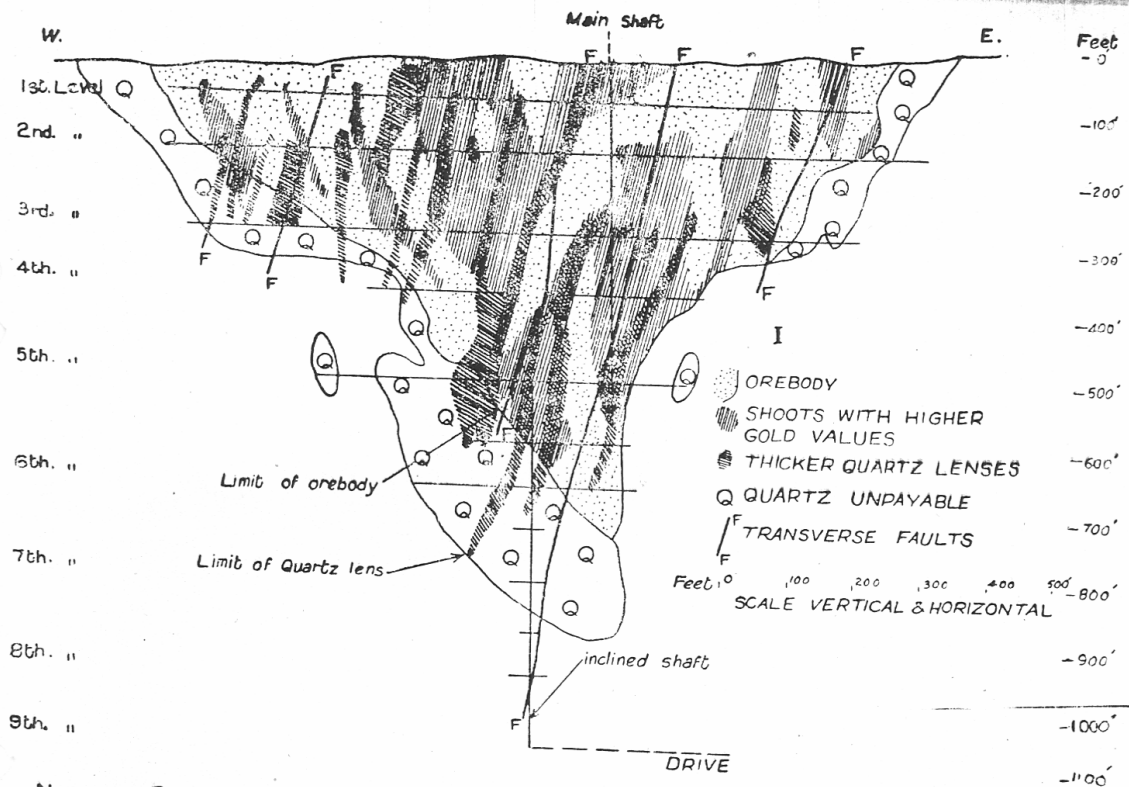 Main Shaft
W.
E.
Feet
F
F
F
F
-0'
1st. Level
Q
Q
Q
-100'
2nd. "
Q
Q
-200'
Q
Q
3rd. "
Q
Q
Q
Q
Q
F
F
F
-300'
4th. "
-400'
Q
I
5th. "
Q
Q
Q
OREBODY
-500'
SHOOTS WITH HIGHER
GOLD VALUES
Q
F
6th. "
Q
Q
THICKER QUARTZ LENSES
-600'
Limit of orebody
Q QUARTZ UNPAYABLE
Q
Q
F
TRANSVERSE FAULTS
F
-700'
7th. "
Limit of Quartz lens
Q
Q
Feet 0 100 200 300 400 500'
-800'
SCALE VERTICAL & HORIZONTAL
Q
8th. "
inclined shaft
-900'
9th. "
F
-1000'
DRIVE
-1100'